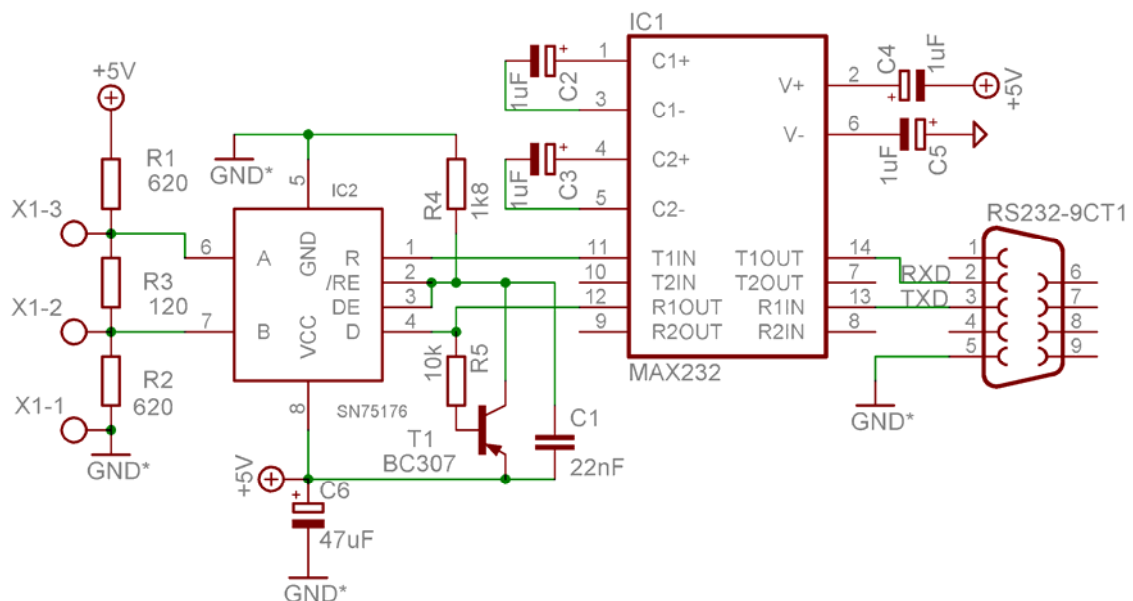 +5V
R1
620
X1-3
R3
120
X1-2
R2
620
X1-1
GND*
GND*
5
IC2
6
A
7
B
GND
VCC
R
/RE
DE
D
1
2
3
4
8
SN75176
R4
1k8
10k
R5
T1
BC307
C1
22nF
+5V
+
C6
47uF
GND*
IC1
1
+
1uF
C2
3
4
+
1uF
C3
5
11
10
12
9
C1+
C1-
C2+
C2-
T1IN
T2IN
R1OUT
R2OUT
V+
V-
T1OUT
T2OUT
R1IN
R2IN
MAX232
2
C4
1uF
+
+5V
6
1uF
C5
+
14
7
13
8
RXD
TXD
GND*
RS232-9CT1
1
2
3
4
5
6
7
8
9